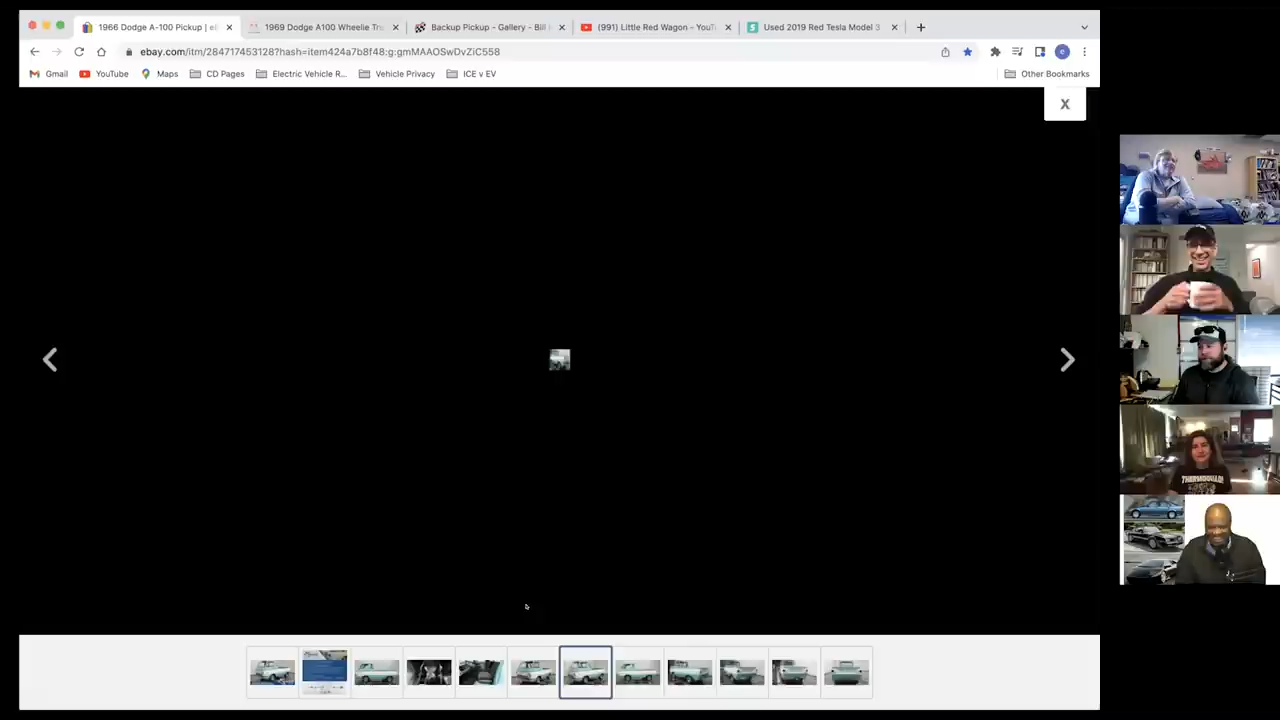 1966 Dodge A-100 Pickup | eB
1969 Dodge A100 Wheelie Tru
Backup Pickup - Gallery - Bill H
(991) Little Red Wagon - YouTu
Used 2019 Red Tesla Model 3
ebay.com/itm/284717453128?hash=item424a7b8f48:g:gmMAAOSwDvZiC558
Gmail
YouTube
Maps
CD Pages
Electric Vehicle R...
Vehicle Privacy
ICE v EV
Other Bookmarks
X